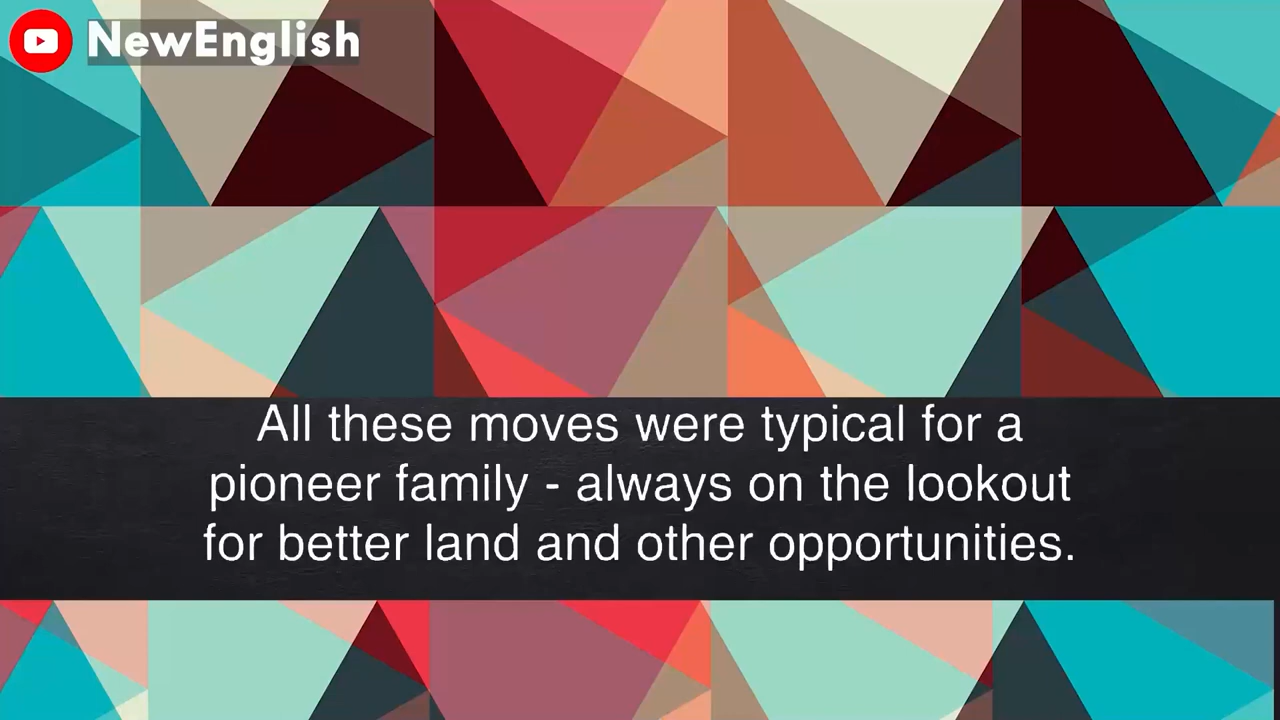 NewEnglish
All these moves were typical for a
pioneer family - always on the lookout
for better land and other opportunities.